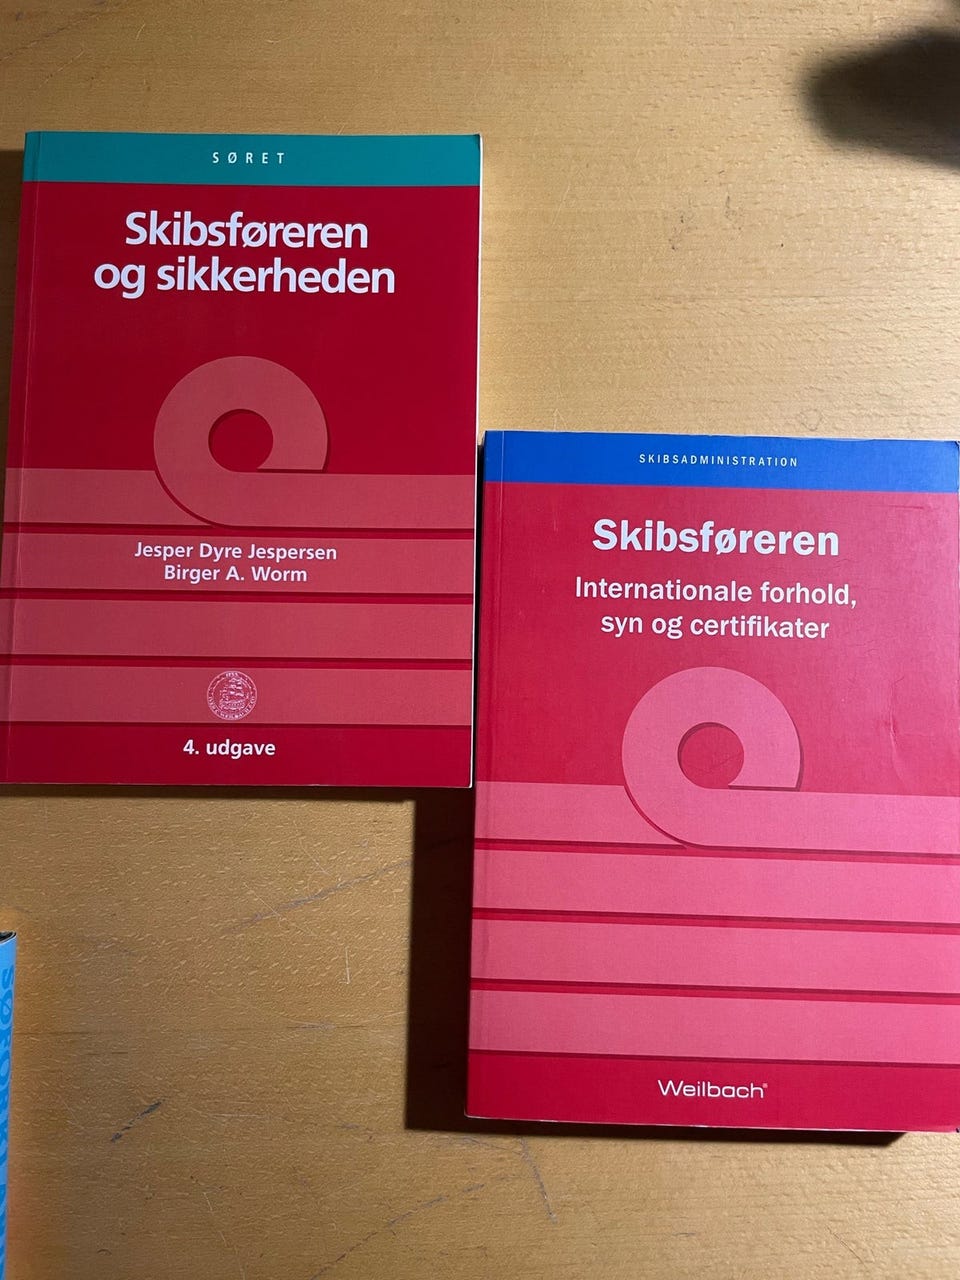 SØRET
Skibsføreren
og sikkerheden
Jesper Dyre Jespersen
Birger A. Worm
1755
4. udgave
SKIBSADMINISTRATION
Skibsføreren
Internationale forhold,
syn og certifikater
Weilbach®